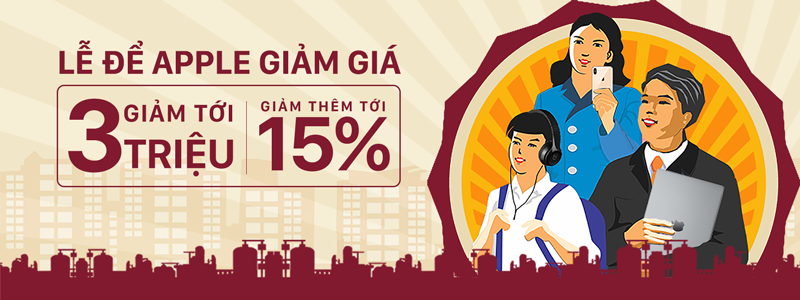 LỄ ĐỂ APPLE GIẢM GIÁ
3 GIẢM TỚI
TRIỆU
GIẢM THÊM TỚI
15%